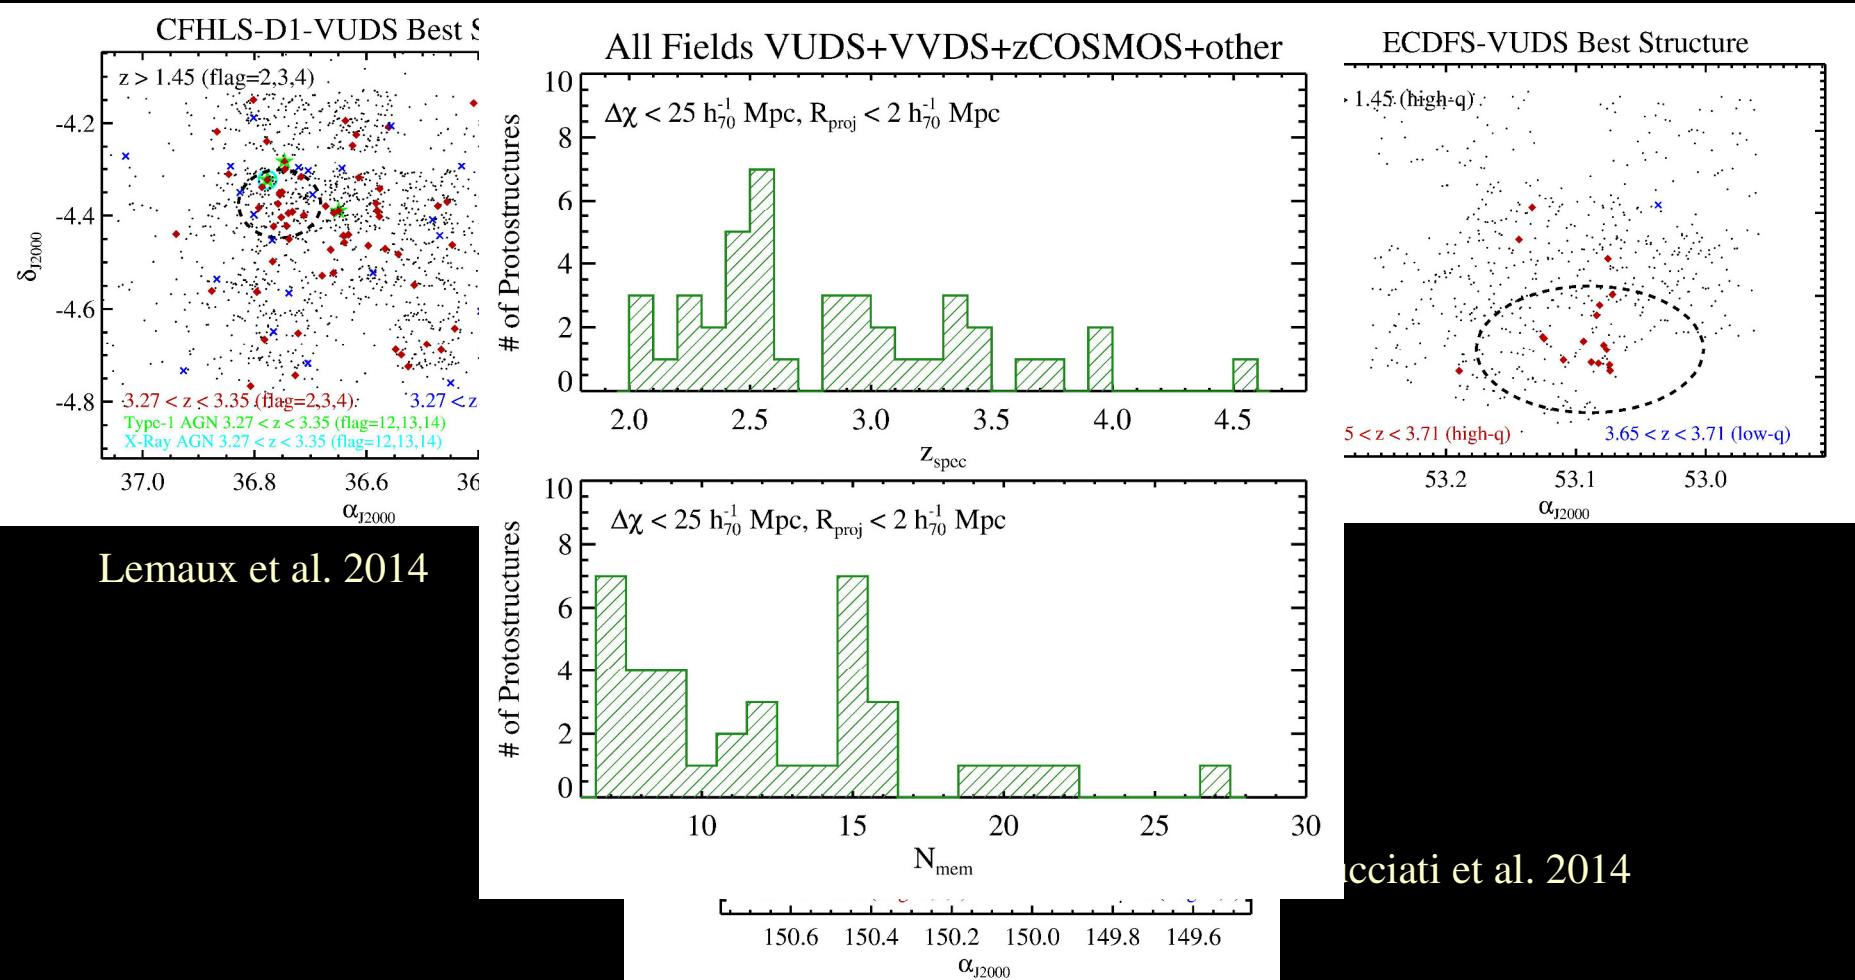 CFHLS-D1-VUDS Best S
z > 1.45 (flag=2,3,4)
-4.2
-4.4
-4.6
-4.8
δJ2000
3.27 < z < 3.35 (flag=2,3,4)
3.27 < z
Type-1 AGN 3.27 < z < 3.35 (flag=12,13,14)
X-Ray AGN 3.27 < z < 3.35 (flag=12,13,14)
37.0 36.8 36.6 36
αJ2000
Lemaux et al. 2014
All Fields VUDS+VVDS+zCOSMOS+other
Δχ < 25 h70-1 Mpc, Rproj < 2 h70-1 Mpc
# of Protostructures
10
8
6
4
2
0
2.0 2.5 3.0 3.5 4.0 4.5
zspec
Δχ < 25 h70-1 Mpc, Rproj < 2 h70-1 Mpc
# of Protostructures
10
8
6
4
2
0
10 15 20 25 30
Nmem
ECDFS-VUDS Best Structure
1.45 (high-q)
5 < z < 3.71 (high-q)
3.65 < z < 3.71 (low-q)
53.2 53.1 53.0
αJ2000
cciati et al. 2014
150.6 150.4 150.2 150.0 149.8 149.6
αJ2000